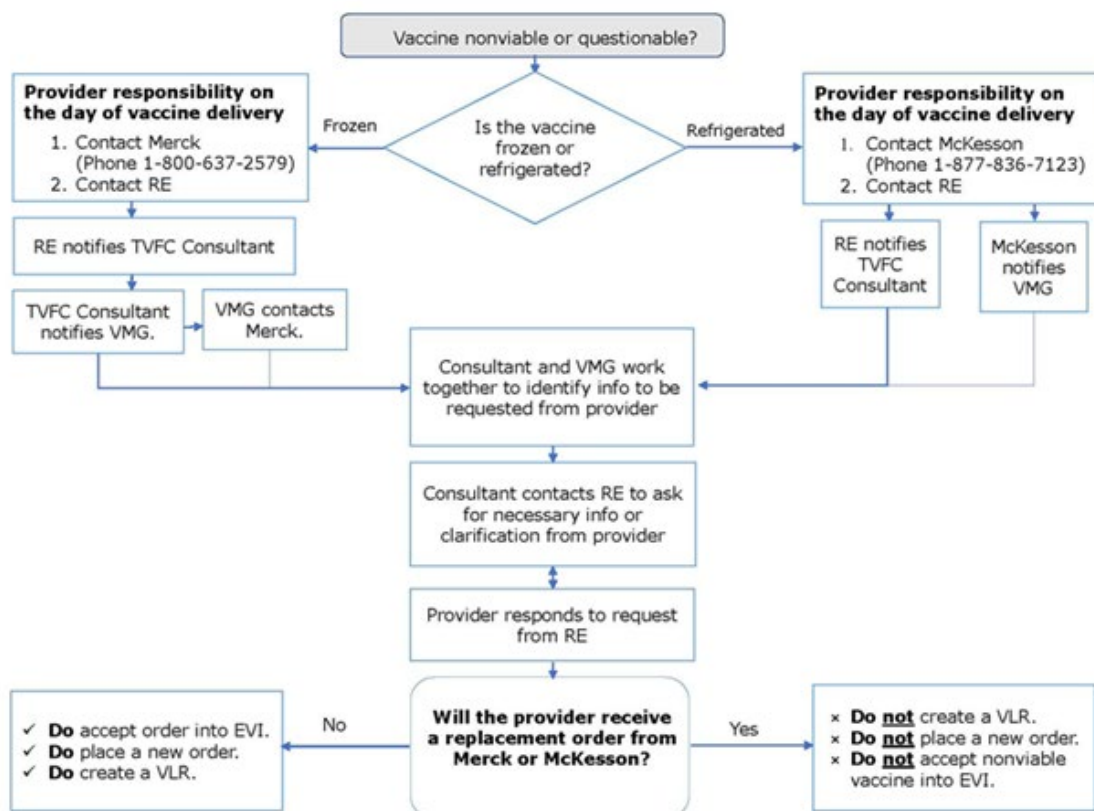 Vaccine nonviable or questionable?
Provider responsibility on
the day of vaccine delivery
1. Contact Merck
(Phone 1-800-637-2579)
2. Contact RE
Frozen
Is the vaccine
frozen or
refrigerated?
Refrigerated
Provider responsibility on
the day of vaccine delivery
1. Contact McKesson
(Phone 1-877-836-7123)
2. Contact RE
RE notifies TVFC Consultant
RE notifies
TVFC
Consultant
McKesson
notifies
VMG
TVFC Consultant
notifies VMG.
VMG contacts
Merck.
Consultant and VMG work
together to identify info to be
requested from provider
Consultant contacts RE to ask
for necessary info or
clarification from provider
Provider responds to request
from RE
Will the provider receive
a replacement order from
Merck or McKesson?
No
✓ Do accept order into EVI.
✓ Do place a new order.
✓ Do create a VLR.
Yes
× Do not create a VLR.
× Do not place a new order.
× Do not accept nonviable
vaccine into EVI.